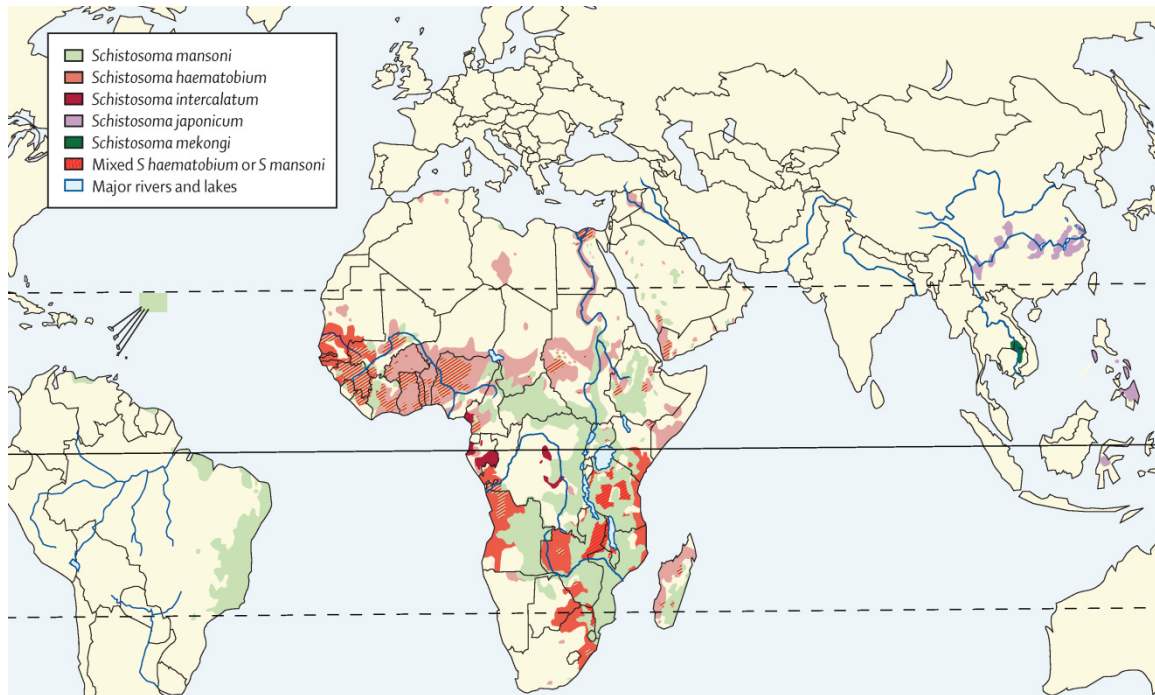 Schistosoma mansoni
Schistosoma haematobium
Schistosoma intercalatum
Schistosoma japonicum
Schistosoma mekongi
Mixed S haematobium or S mansoni
Major rivers and lakes